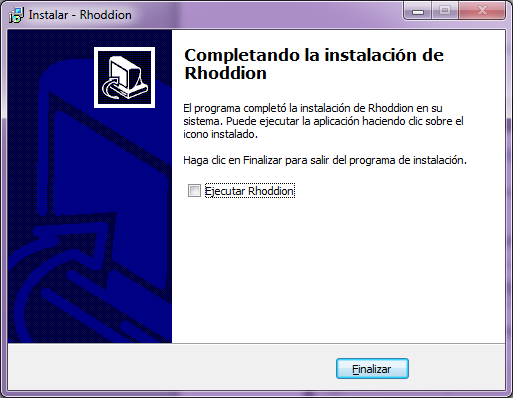 Instalar - Rhoddion
Completando la instalación de
Rhoddion
El programa completó la instalación de Rhoddion en su
sistema. Puede ejecutar la aplicación haciendo clic sobre el
icono instalado.
Haga clic en Finalizar para salir del programa de instalación.
Ejecutar Rhoddion
Finalizar